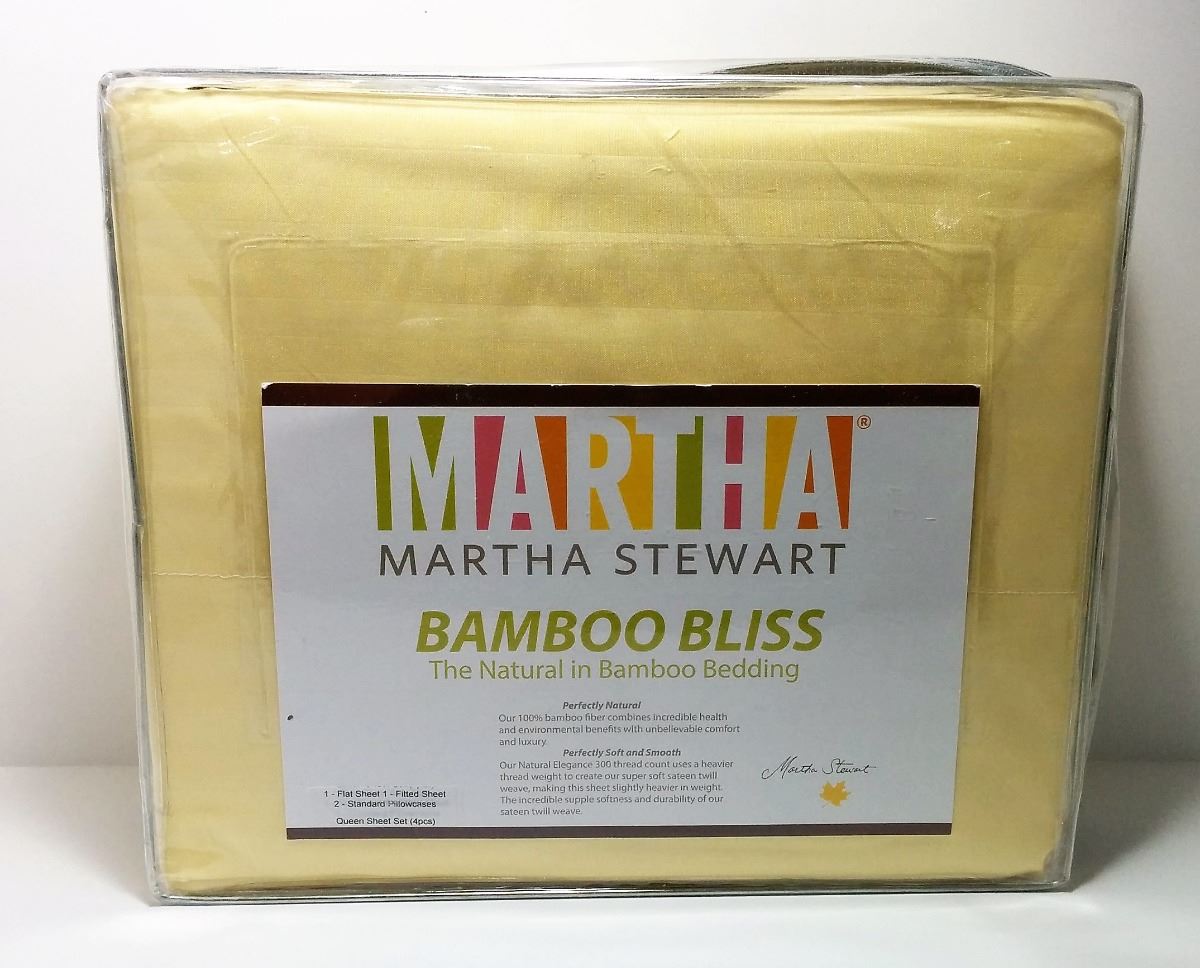 MARTHA®
MARTHA STEWART
BAMBOO BLISS
The Natural in Bamboo Bedding
Perfectly Natural
Our 100% bamboo fiber combines incredible health
and environmental benefits with unbelievable comfort
and luxury.
Perfectly Soft and Smooth
Our Natural Elegance 300 thread count uses a heavier
thread weight to create our super soft sateen twill
weave, making this sheet slightly heavier in weight.
The incredible supple softness and durability of our
sateen twill weave.
Martha Stewart
1 - Flat Sheet 1 - Fitted Sheet
2 - Standard Pillowcases
Queen Sheet Set (4pcs)